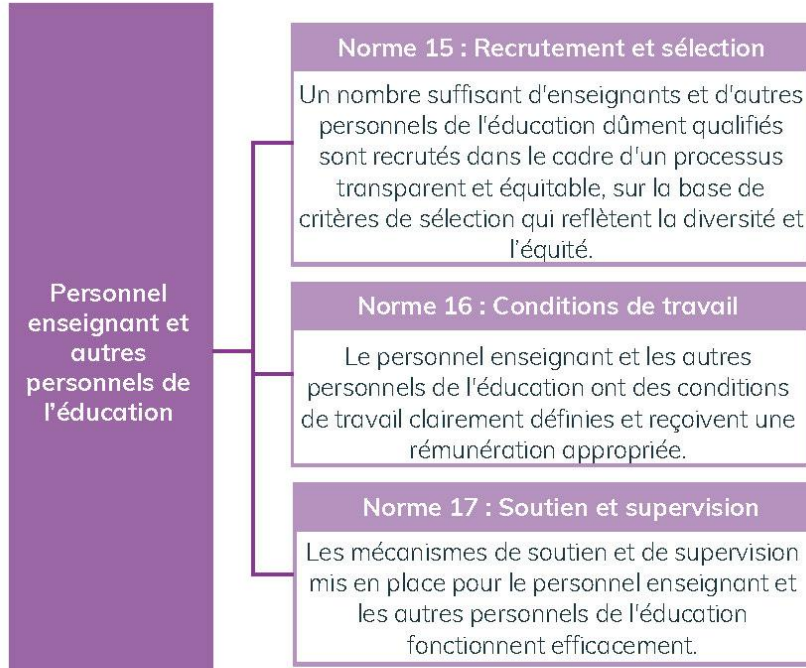 Personnel
enseignant et
autres
personnels de
l'éducation
Norme 15 : Recrutement et sélection
Un nombre suffisant d'enseignants et d'autres
personnels de l'éducation dûment qualifiés
sont recrutés dans le cadre d'un processus
transparent et équitable, sur la base de
critères de sélection qui reflètent la diversité et
l'équité.
Norme 16 : Conditions de travail
Le personnel enseignant et les autres
personnels de l'éducation ont des conditions
de travail clairement définies et reçoivent une
rémunération appropriée.
Norme 17 : Soutien et supervision
Les mécanismes de soutien et de supervision
mis en place pour le personnel enseignant et
les autres personnels de l'éducation
fonctionnent efficacement.